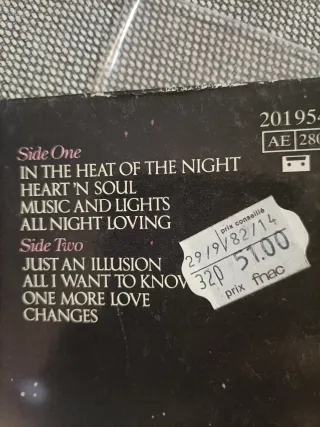 201954
AE 280
Side One
IN THE HEAT OF THE NIGHT
HEART 'N SOUL
MUSIC AND LIGHTS
ALL NIGHT LOVING
Side Two
JUST AN ILLUSION
ALL I WANT TO KNOW
ONE MORE LOVE
CHANGES
prix conseillé
29/9/82/14
320 51.00
prix fnac